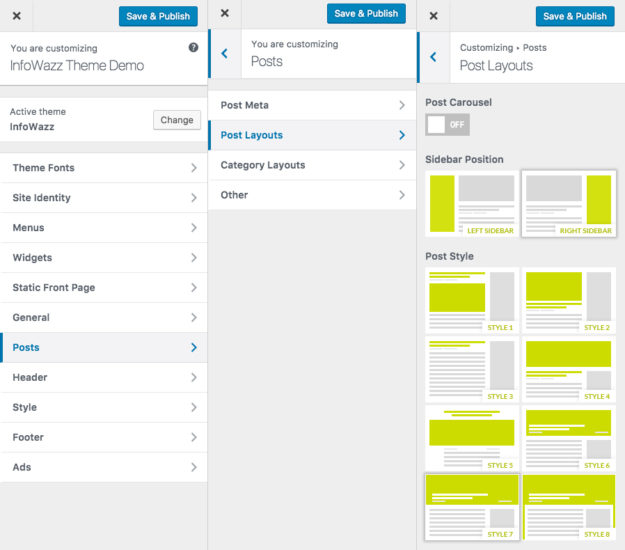 Save & Publish
You are customizing
InfoWazz Theme Demo
Active theme
InfoWazz
Change
Theme Fonts
Site Identity
Menus
Widgets
Static Front Page
General
Posts
Header
Style
Footer
Ads
Save & Publish
You are customizing
Posts
Post Meta
Post Layouts
Category Layouts
Other
Save & Publish
Customizing ▸ Posts
Post Layouts
Post Carousel
OFF
Sidebar Position
LEFT SIDEBAR
RIGHT SIDEBAR
Post Style
STYLE 1
STYLE 2
STYLE 3
STYLE 4
STYLE 5
STYLE 6
STYLE 7
STYLE 8